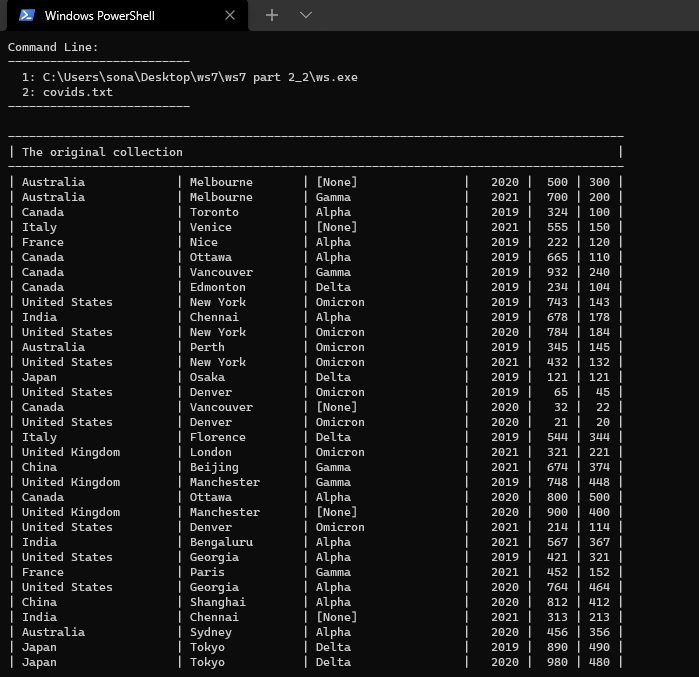 Windows PowerShell
Command Line:
--------------------------
1: C:\Users\sona\Desktop\ws7\ws7 part 2_2\ws.exe
2: covids.txt
--------------------------
----------------------------------------------------------------------------------------
| The original collection |
----------------------------------------------------------------------------------------
| Australia | Melbourne | [None] | 2020 | 500 | 300 |
| Australia | Melbourne | Gamma | 2021 | 700 | 200 |
| Canada | Toronto | Alpha | 2019 | 324 | 100 |
| Italy | Venice | [None] | 2021 | 555 | 150 |
| France | Nice | Alpha | 2019 | 222 | 120 |
| Canada | Ottawa | Alpha | 2019 | 665 | 110 |
| Canada | Vancouver | Gamma | 2019 | 932 | 240 |
| Canada | Edmonton | Delta | 2019 | 234 | 104 |
| United States | New York | Omicron | 2019 | 743 | 143 |
| India | Chennai | Alpha | 2019 | 678 | 178 |
| United States | New York | Omicron | 2020 | 784 | 184 |
| Australia | Perth | Omicron | 2019 | 345 | 145 |
| United States | New York | Omicron | 2021 | 432 | 132 |
| Japan | Osaka | Delta | 2019 | 121 | 121 |
| United States | Denver | Omicron | 2019 | 65 | 45 |
| Canada | Vancouver | [None] | 2020 | 32 | 22 |
| United States | Denver | Omicron | 2020 | 21 | 20 |
| Italy | Florence | Delta | 2019 | 544 | 344 |
| United Kingdom | London | Omicron | 2021 | 321 | 221 |
| China | Beijing | Gamma | 2021 | 674 | 374 |
| United Kingdom | Manchester | Gamma | 2019 | 748 | 448 |
| Canada | Ottawa | Alpha | 2020 | 800 | 500 |
| United Kingdom | Manchester | [None] | 2020 | 900 | 400 |
| United States | Denver | Omicron | 2021 | 214 | 114 |
| India | Bengaluru | Alpha | 2021 | 567 | 367 |
| United States | Georgia | Alpha | 2019 | 421 | 321 |
| France | Paris | Gamma | 2021 | 452 | 152 |
| United States | Georgia | Alpha | 2020 | 764 | 464 |
| China | Shanghai | Alpha | 2020 | 812 | 412 |
| India | Chennai | [None] | 2021 | 313 | 213 |
| Australia | Sydney | Alpha | 2020 | 456 | 356 |
| Japan | Tokyo | Delta | 2019 | 890 | 490 |
| Japan | Tokyo | Delta | 2020 | 980 | 480 |